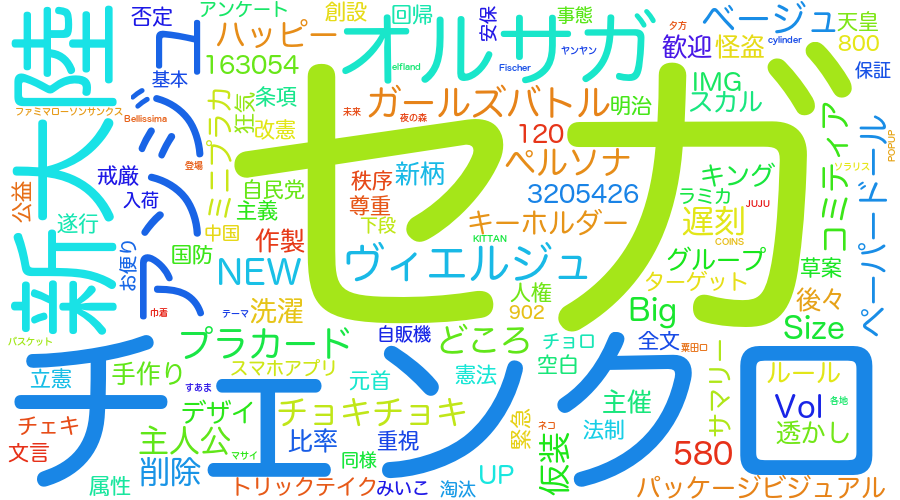 否定
アンケート
創設
回帰
安保
事態
ベージュ
天皇
陸
アンジュ
ハッピー
オルサガ
ヤンヤン
夕方
cylinder
歓迎
怪盗
800
163054
elfland
Fischer
保証
基本
IMG
スカル
ファミマローソンサンクス
Bellissima
ミニプラカ
狂気
条項
未来
ガールズバトル
明治
夜の森
改憲
120
新大
セガ
コミティア
ペーパードール
POPUP
登場
戒厳
秩序
新柄
ペルソナ
キング
ソラリス
公益
入荷
自民党
主義
尊重
3205426
ラミカ
JUJU
遂行
中国
下段
キーホルダー
遅刻
COINS
お便り
国防
作製
KITTAN
NEW
ヴィエルジュ
グループ
草案
ターゲット
人権
後々
巾着
テーマ
洗濯
902
Big
Size
バスケット
プラカード
自販機
どころ
チョロ
全文
粟田口
チェンクロ
立憲
手作り
スマホアプリ
元首
憲法
空白
サマリー
ルール
すあま
デザイ
チョキチョキ
主催
Vol
各地
チェキ
主人公
比率
重視
緊急
ネコ
法制
透かし
文言
マサイ
削除
同様
仮装
580
属性
トリックテイク
みいこ
淘汰
UP
パッケージビジュアル